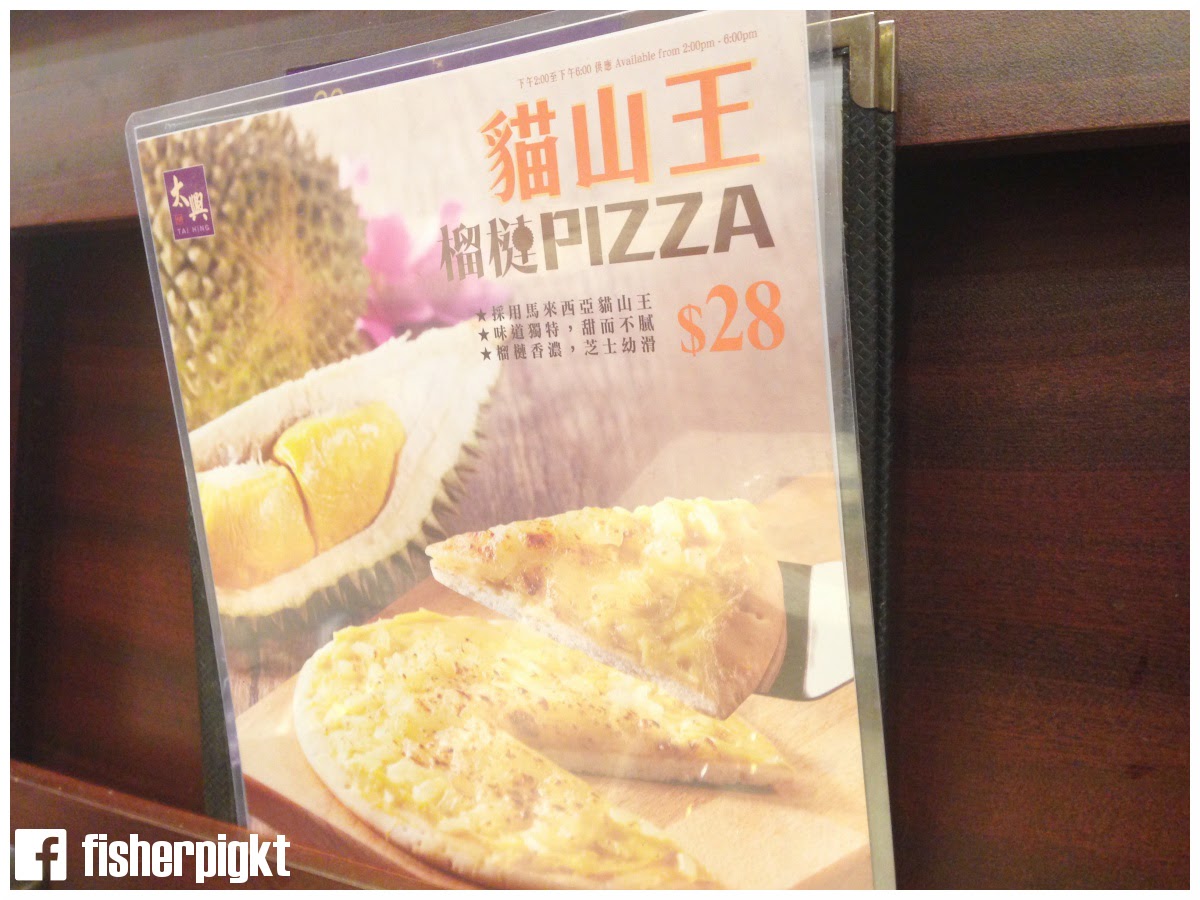 下午2:00至下午6:00 供應 Available from 2:00pm - 6:00pm
貓山王
榴槤PIZZA
太興
TAI HING
★採用馬來西亞貓山王
★味道獨特，甜而不膩
★榴槤香濃，芝士幼滑
$28
fisherpigkt